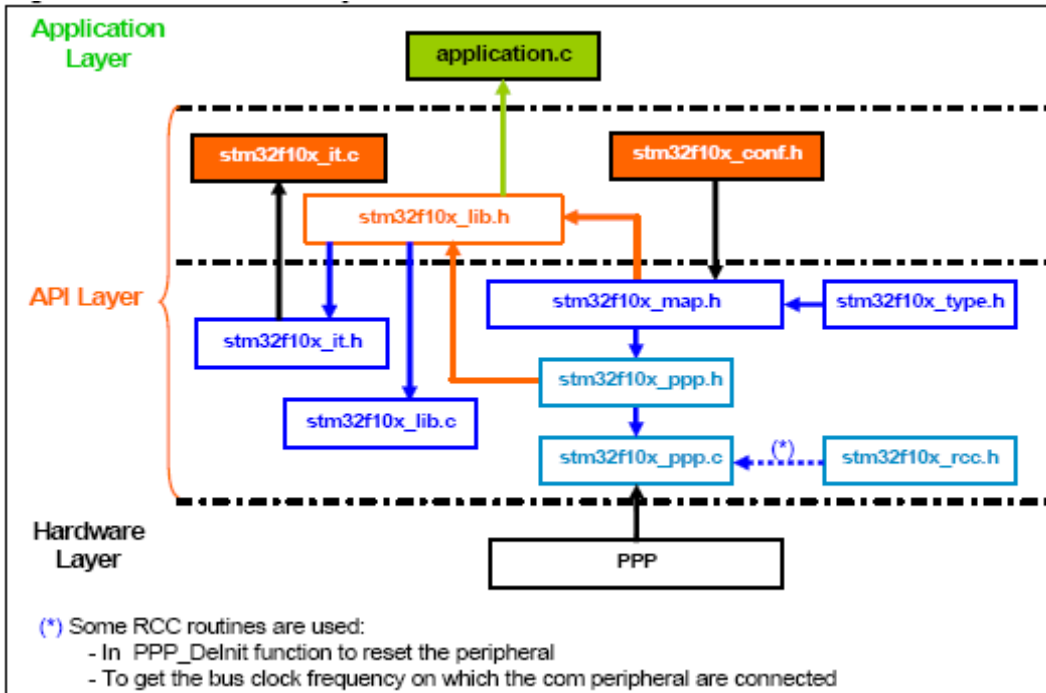 Application
Layer
application.c
stm32f10x_it.c
stm32f10x_conf.h
stm32f10x_lib.h
API Layer
stm32f10x_map.h
stm32f10x_type.h
stm32f10x_it.h
stm32f10x_ppp.h
stm32f10x_lib.c
stm32f10x_ppp.c
(*)
stm32f10x_rcc.h
Hardware
Layer
PPP
(*) Some RCC routines are used:
- In PPP_DeInit function to reset the peripheral
- To get the bus clock frequency on which the com peripheral are connected